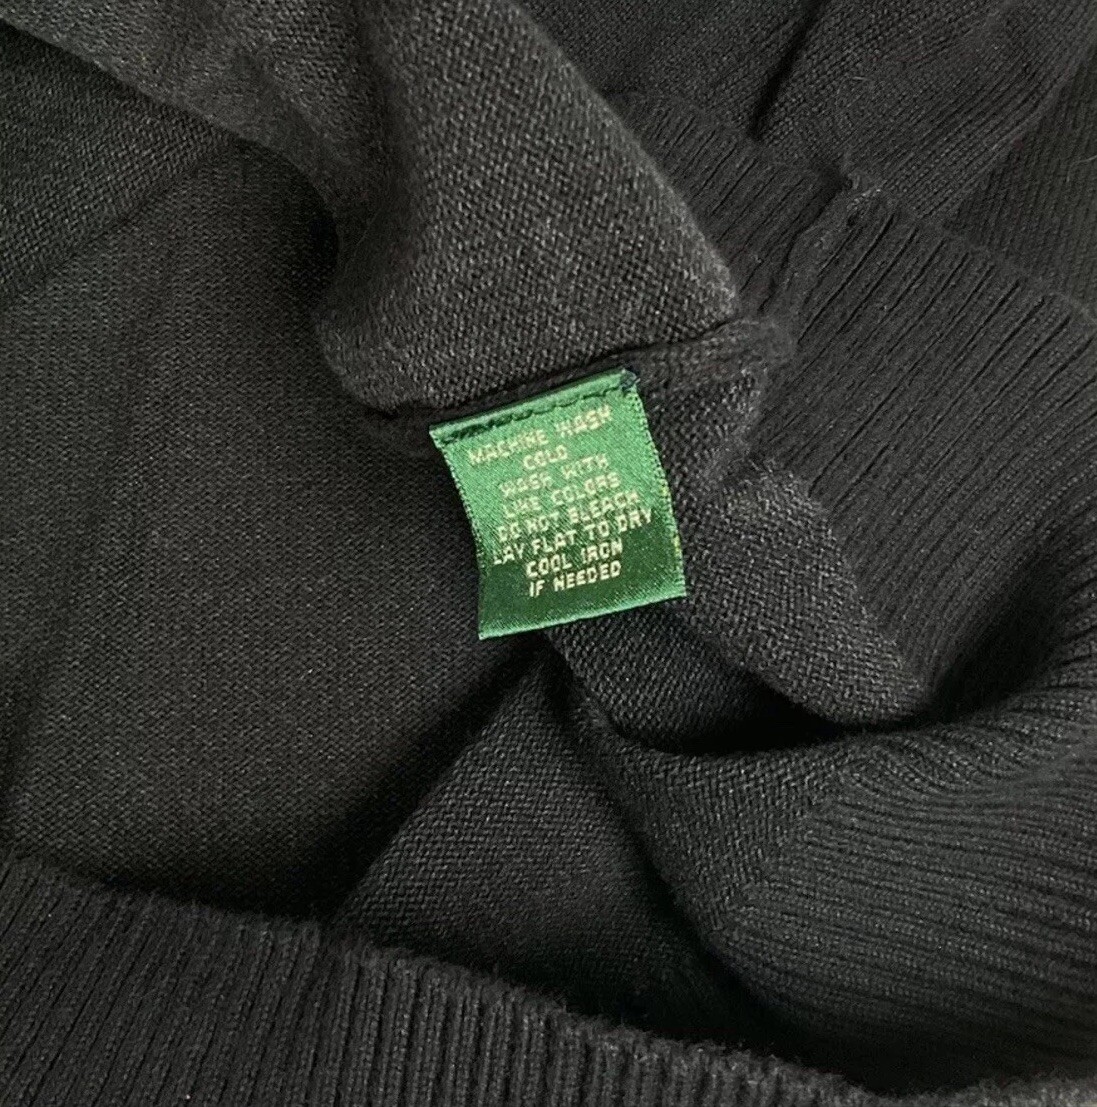 MACHINE WASH
COLD
WASH WITH
LIKE COLORS
DO NOT BLEACH
LAY FLAT TO DRY
COOL IRON
IF NEEDED